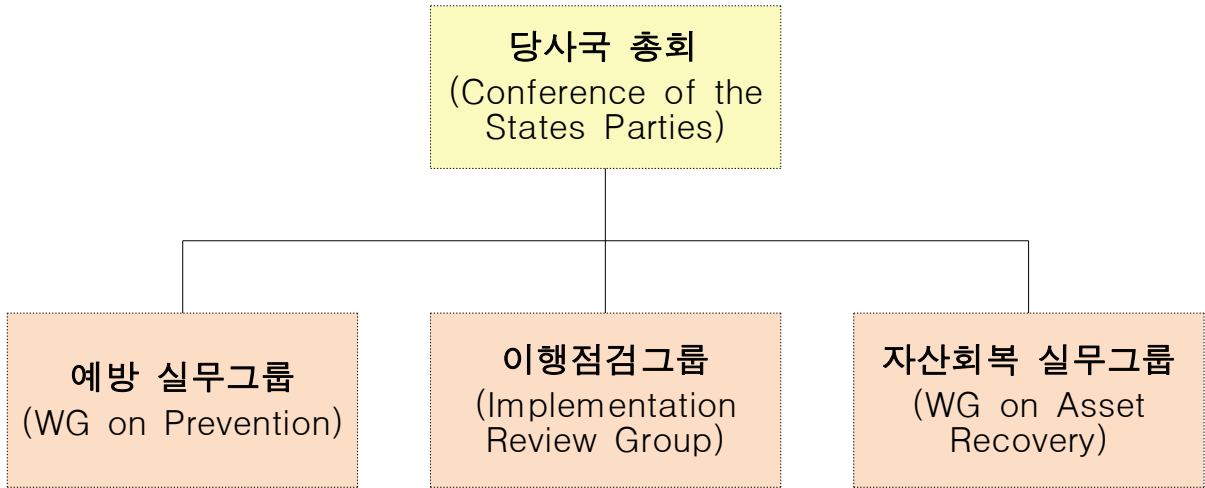 당사국 총회
(Conference of the
States Parties)
예방 실무그룹
(WG on Prevention)
이행점검그룹
(Implementation
Review Group)
자산회복 실무그룹
(WG on Asset
Recovery)